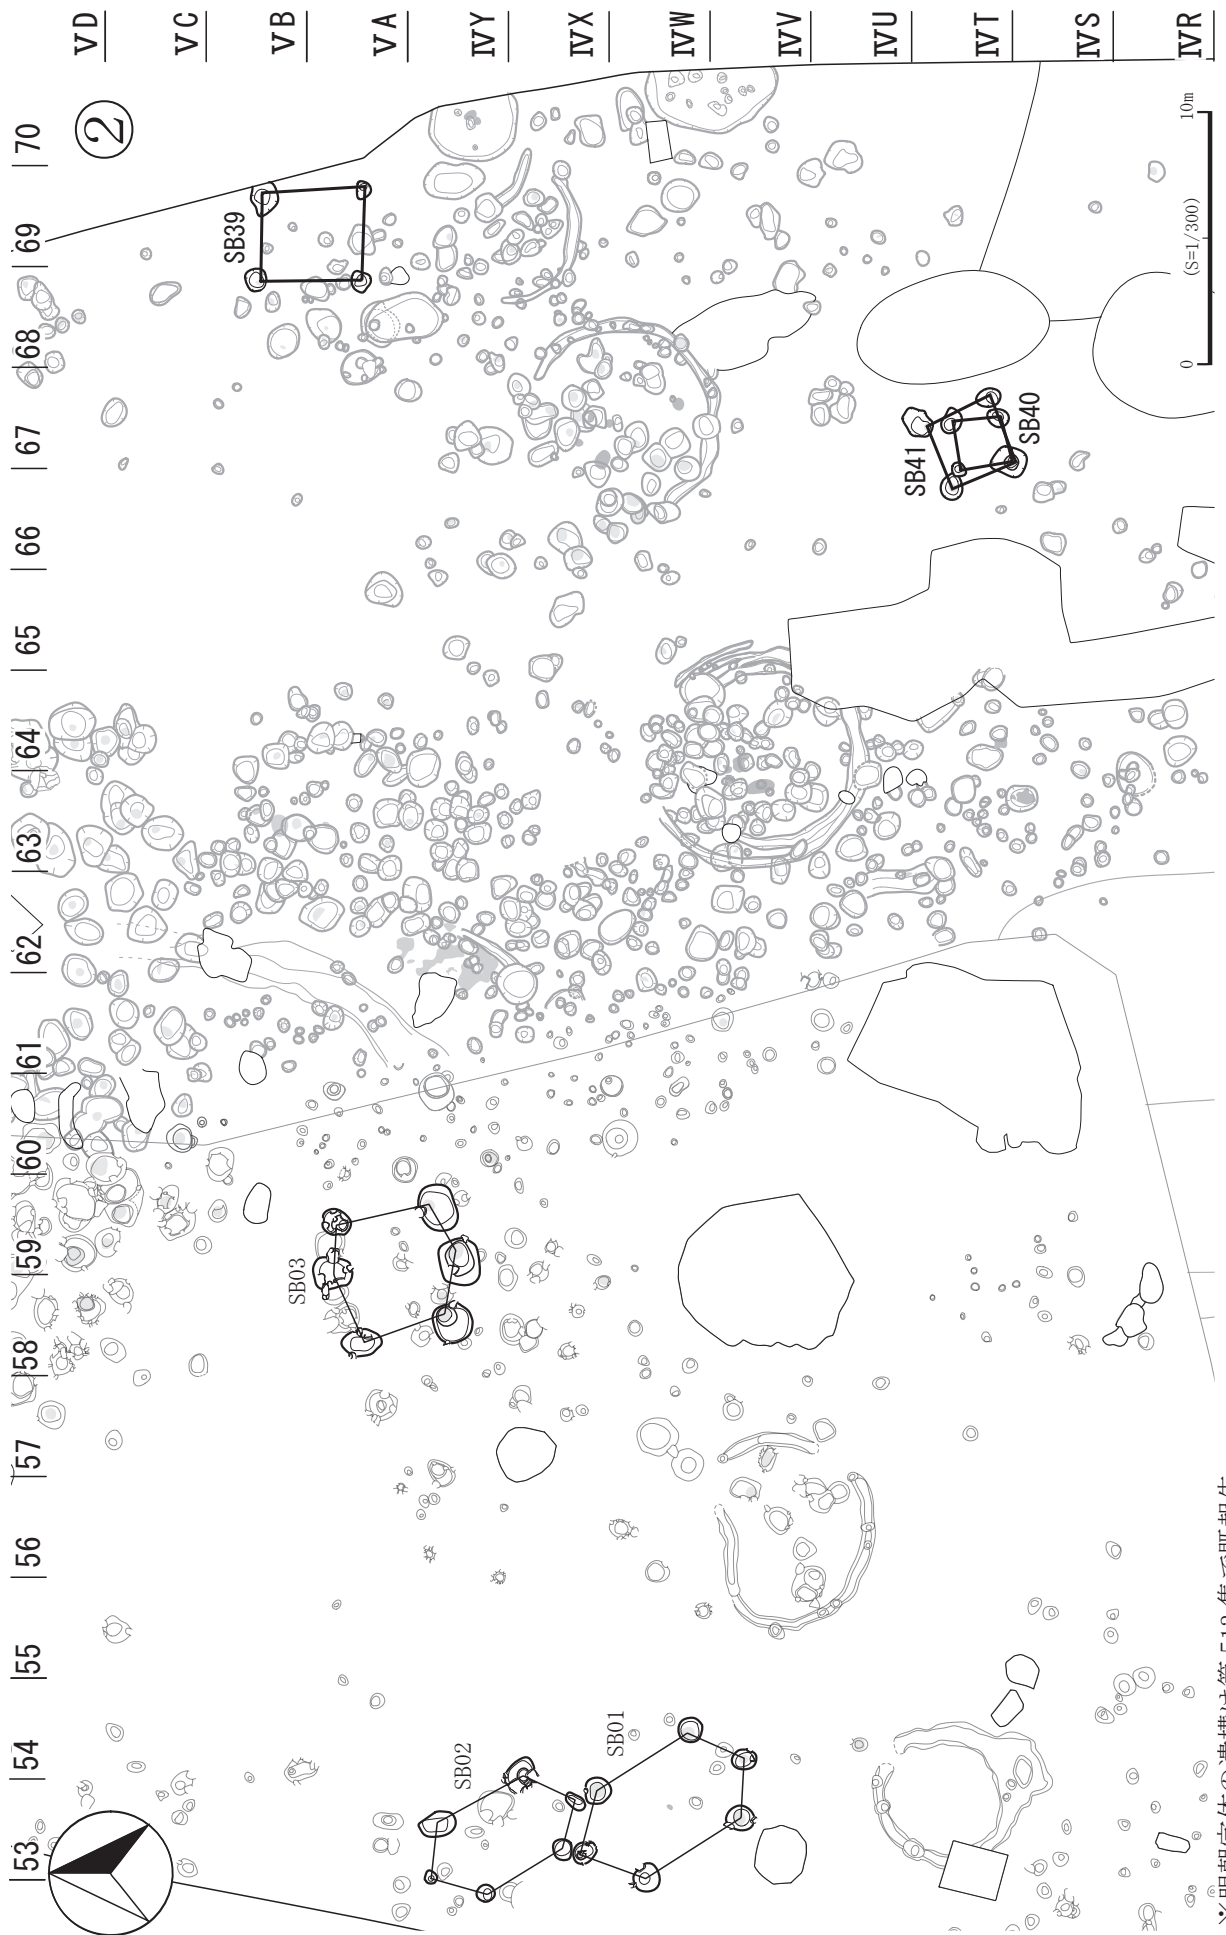 ⅤD
ⅤC
ⅤB
ⅤA
ⅣY
ⅣX
ⅣW
ⅣV
ⅣU
ⅣT
ⅣS
ⅣR
70
69
68
67
66
65
64
63
62
61
60
59
58
57
56
55
54
53
②
SB39
SB41
SB40
SB03
SB02
SB01
0
(S=1/300)
10m